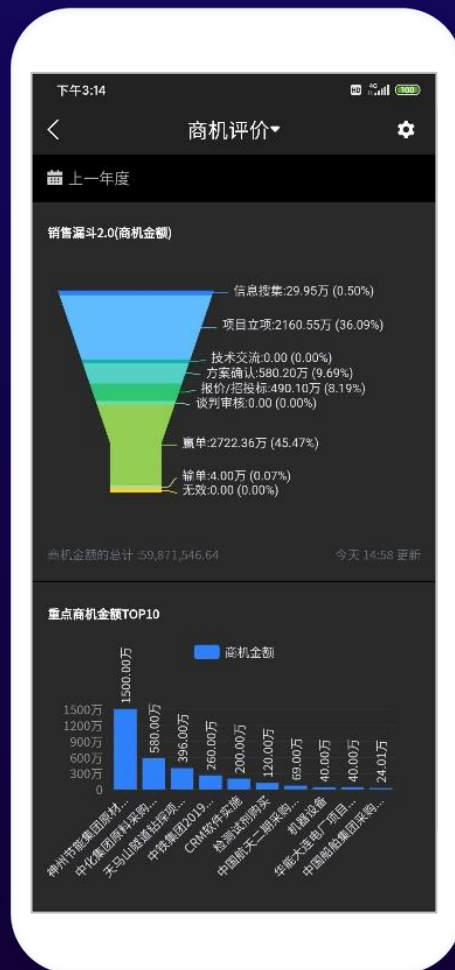 下午3:14
HD 4G 100
商机评价
上一年度
销售漏斗2.0(商机金额)
信息搜集:29.95万 (0.50%)
项目立项:2160.55万 (36.09%)
技术交流:0.00 (0.00%)
方案确认:580.20万 (9.69%)
报价/招投标:490.10万 (8.19%)
谈判审核:0.00 (0.00%)
赢单:2722.36万 (45.47%)
输单:4.00万 (0.07%)
无效:0.00 (0.00%)
商机金额的总计 :59,871,546.64
今天 14:58 更新
重点商机金额TOP10
商机金额
1500万
1200万
900万
600万
300万
0
1500.00万
580.00万
396.00万
260.00万
200.00万
120.00万
69.00万
40.00万
40.00万
24.01万
神州节能集团原材...
中化集团原料采购...
天马山隧道钻探项...
中铁集团2019...
CRM软件实施
检测试剂购买
中国航天二期采购...
机器设备
华能大连电厂项目...
中国船舶集团采购...